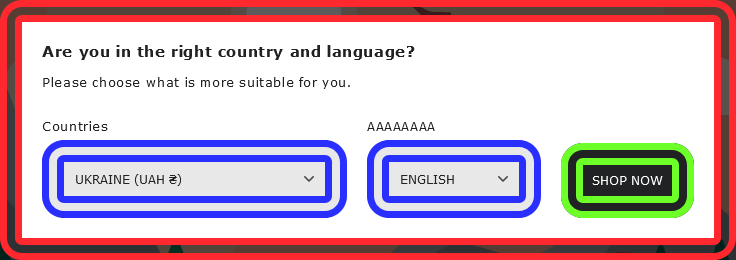 Are you in the right country and language?
Please choose what is more suitable for you.
Countries
AAAAAAAA
UKRAINE (UAH ₴)
ENGLISH
SHOP NOW